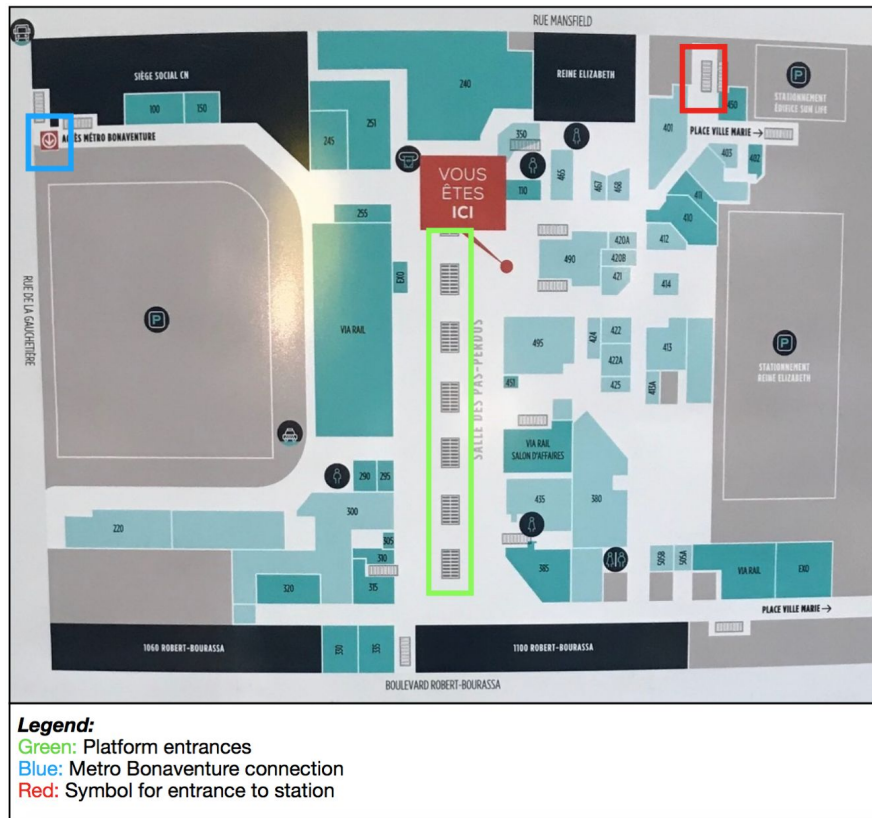 RUE MANSFIELD
SIÈGE SOCIAL CN
100
150
240
REINE ELIZABETH
P
STATIONNEMENT
ÉDIFICE SUN LIFE
450
251
245
401
PLACE VILLE MARIE →
ACCÈS MÉTRO BONAVENTURE
350
403
402
VOUS
ÊTES
ICI
110
465
467
468
411
410
255
420A
412
490
420B
421
EXO
414
RUE DE LA GAUCHETIÈRE
P
VIA RAIL
SALLE DES PAS-PERDUS
495
424
422
413
P
422A
STATIONNEMENT
REINE ELIZABETH
451
425
413A
VIA RAIL
SALON D'AFFAIRES
290
295
435
380
300
220
305
310
385
505B
505A
VIA RAIL
EXO
320
315
PLACE VILLE MARIE →
1060 ROBERT-BOURASSA
330
335
1100 ROBERT-BOURASSA
BOULEVARD ROBERT-BOURASSA
Legend:
Green: Platform entrances
Blue: Metro Bonaventure connection
Red: Symbol for entrance to station